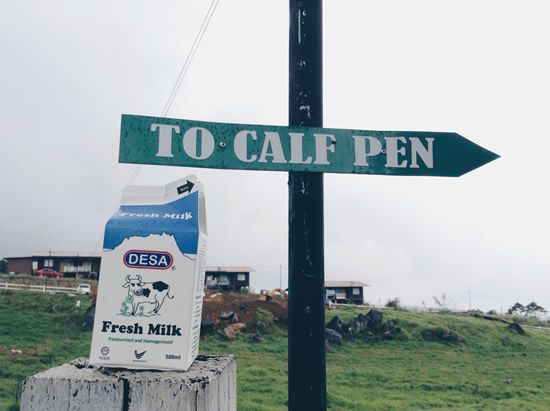 TO CALF PEN
Fresh Milk
DESA
Fresh Milk
Pasteurised and Homogenised
500ml